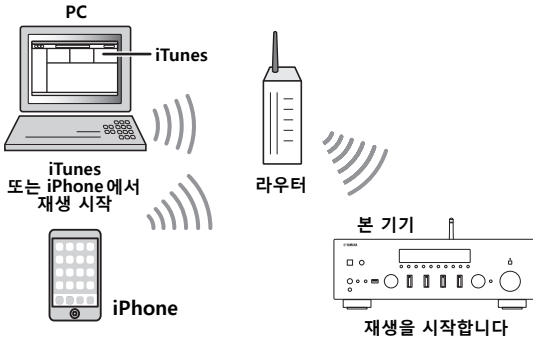 PC
iTunes
iTunes
또는 iPhone에서
재생 시작
iPhone
라우터
본 기기
YAMAHA
재생을 시작합니다